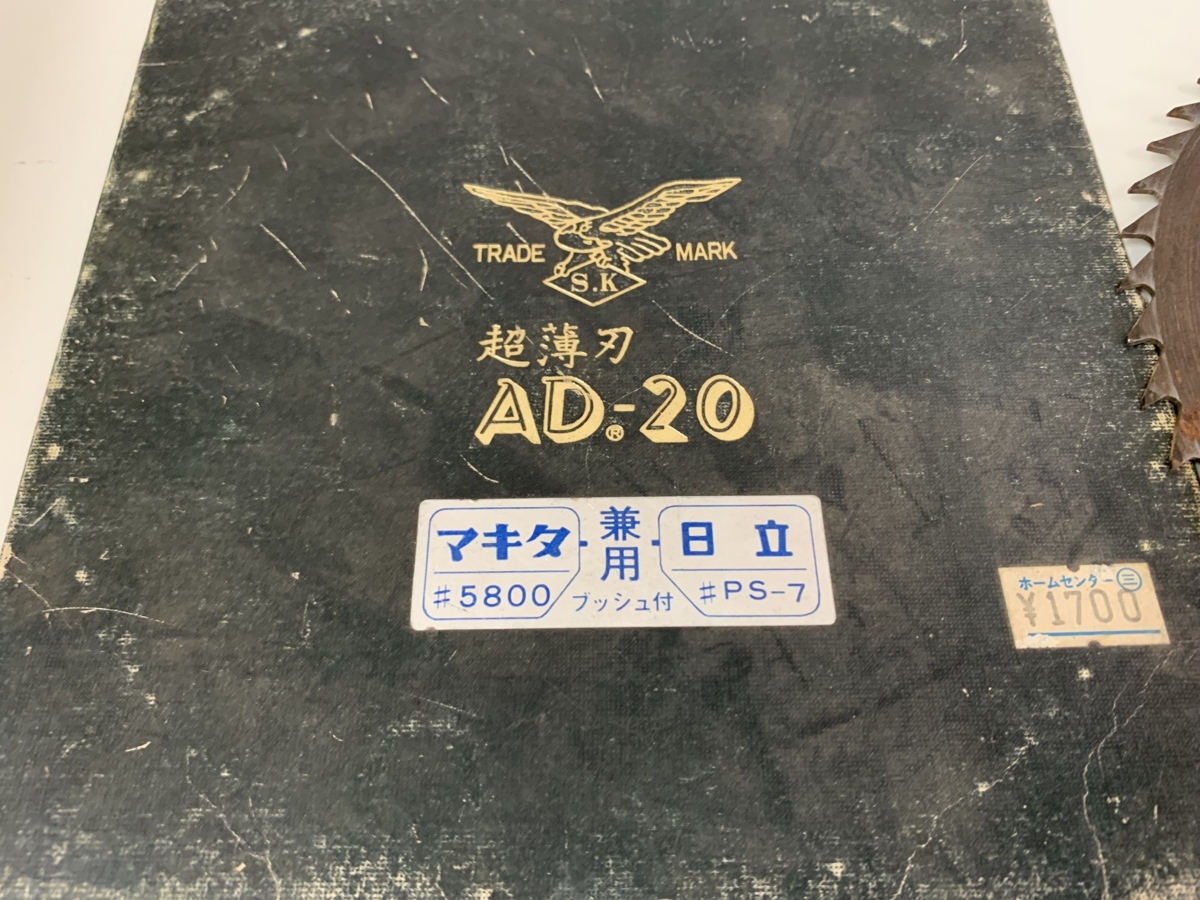 TRADE MARK
S.K
超薄刃
AD®-20
マキタ 兼用 日立
#5800 ブッシュ付 #PS-7
ホームセンター㊂
¥1700